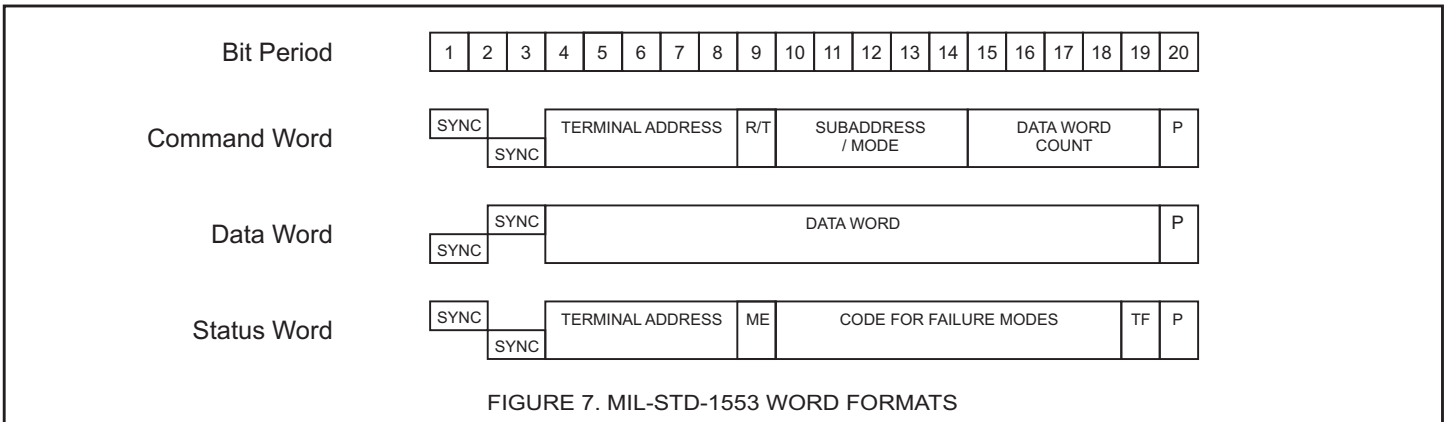 Bit Period 1 2 3 4 5 6 7 8 9 10 11 12 13 14 15 16 17 18 19 20
Command Word SYNC SYNC TERMINAL ADDRESS R/T SUBADDRESS / MODE DATA WORD COUNT P
Data Word SYNC SYNC DATA WORD P
Status Word SYNC SYNC TERMINAL ADDRESS ME CODE FOR FAILURE MODES TF P
FIGURE 7. MIL-STD-1553 WORD FORMATS